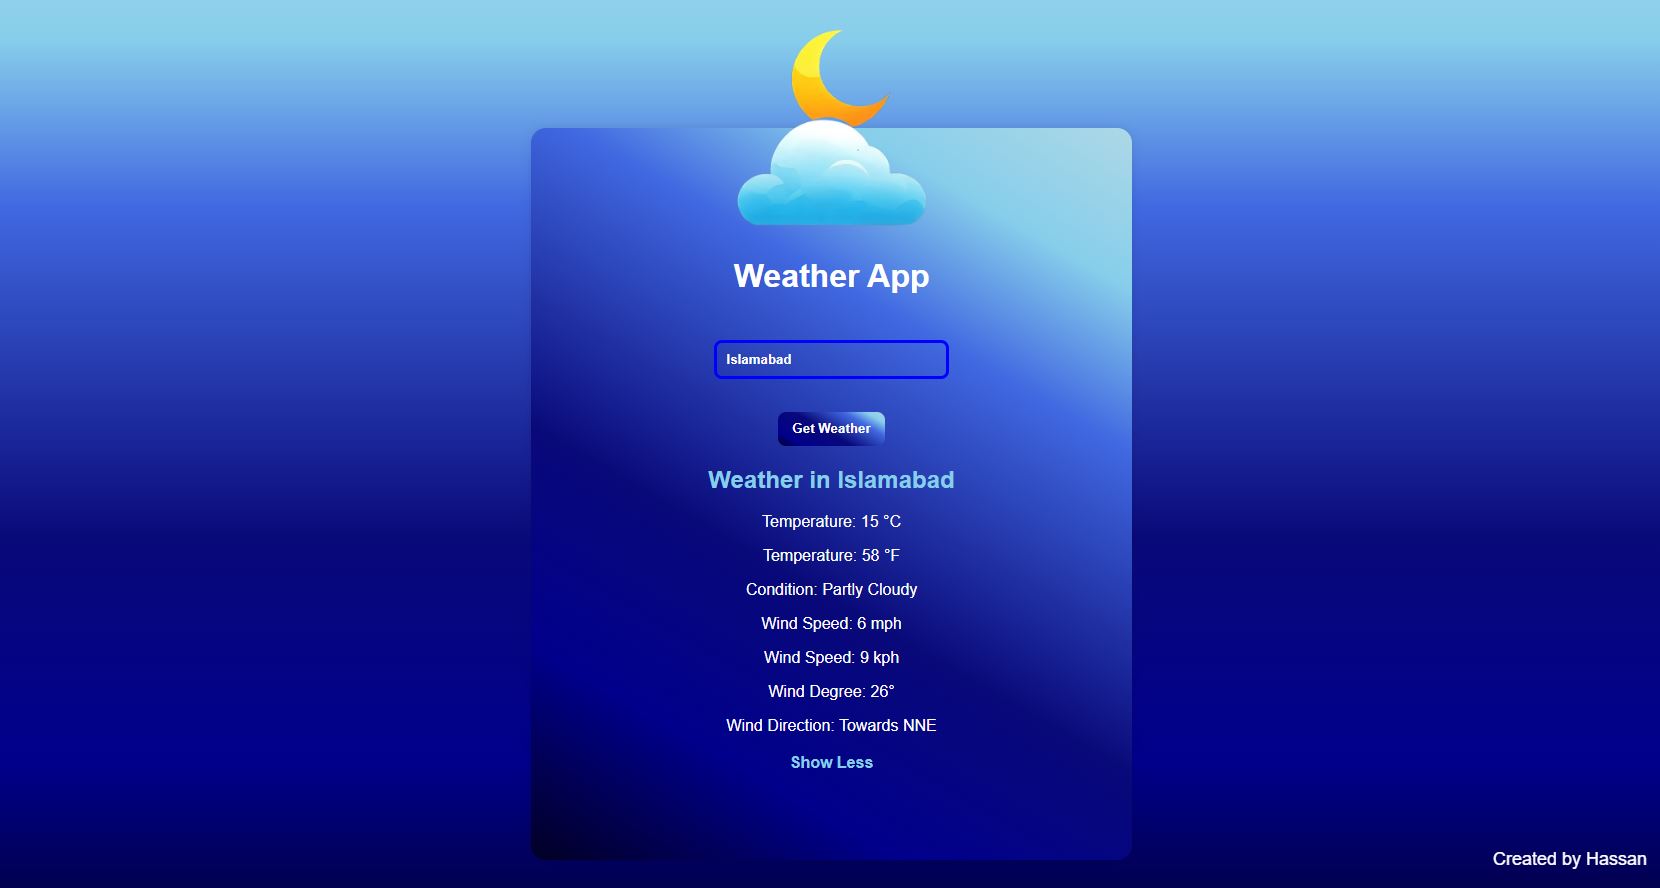 Weather App
Islamabad
Get Weather
Weather in Islamabad
Temperature: 15 °C
Temperature: 58 °F
Condition: Partly Cloudy
Wind Speed: 6 mph
Wind Speed: 9 kph
Wind Degree: 26°
Wind Direction: Towards NNE
Show Less
Created by Hassan